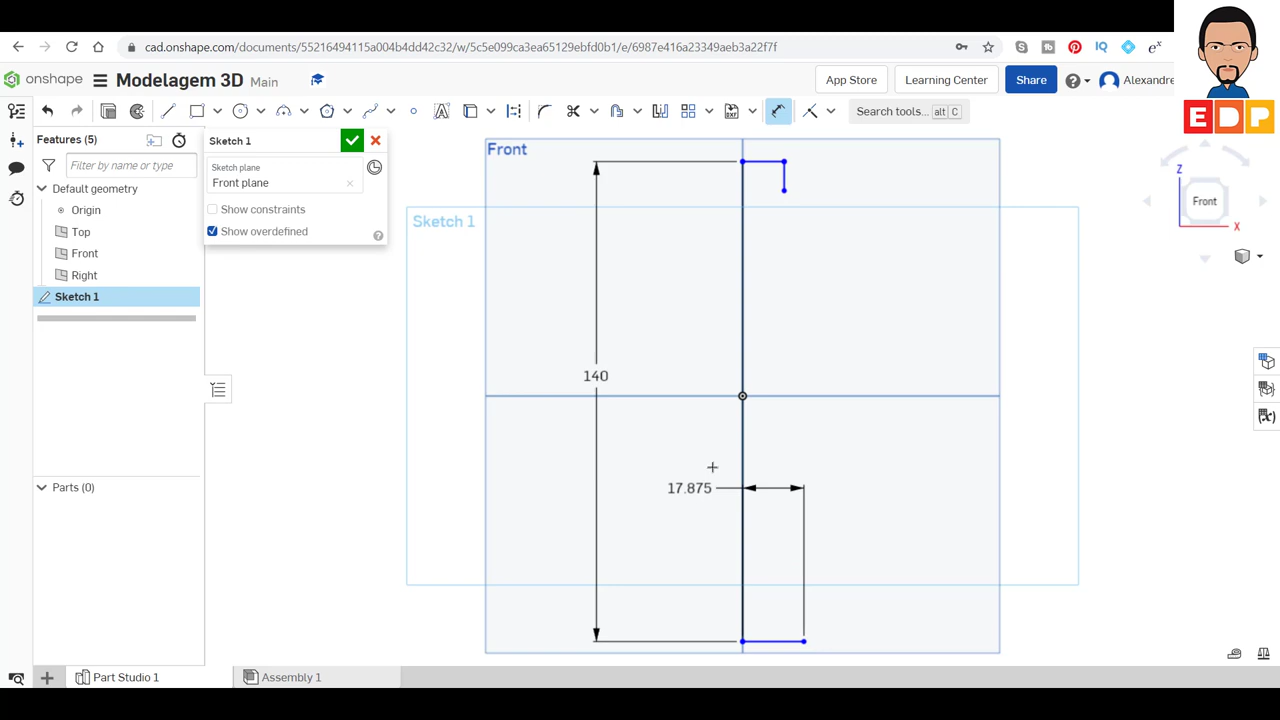 cad.onshape.com/documents/55216494115a004b4dd42c32/w/5c5e099ca3ea65129ebfd0b1/e/6987e416a23349aeb3a22f7f
IQ
eˣ
onshape
Modelagem 3D Main
App Store
Learning Center
Share
Alexandre
EDP
Search tools... alt C
Features (5)
Filter by name or type
Default geometry
Origin
Top
Front
Right
Sketch 1
Parts (0)
Sketch 1
Sketch plane
Front plane
Show constraints
Show overdefined
Front
Sketch 1
140
17.875
Z
Front
X
(x)
Part Studio 1
Assembly 1